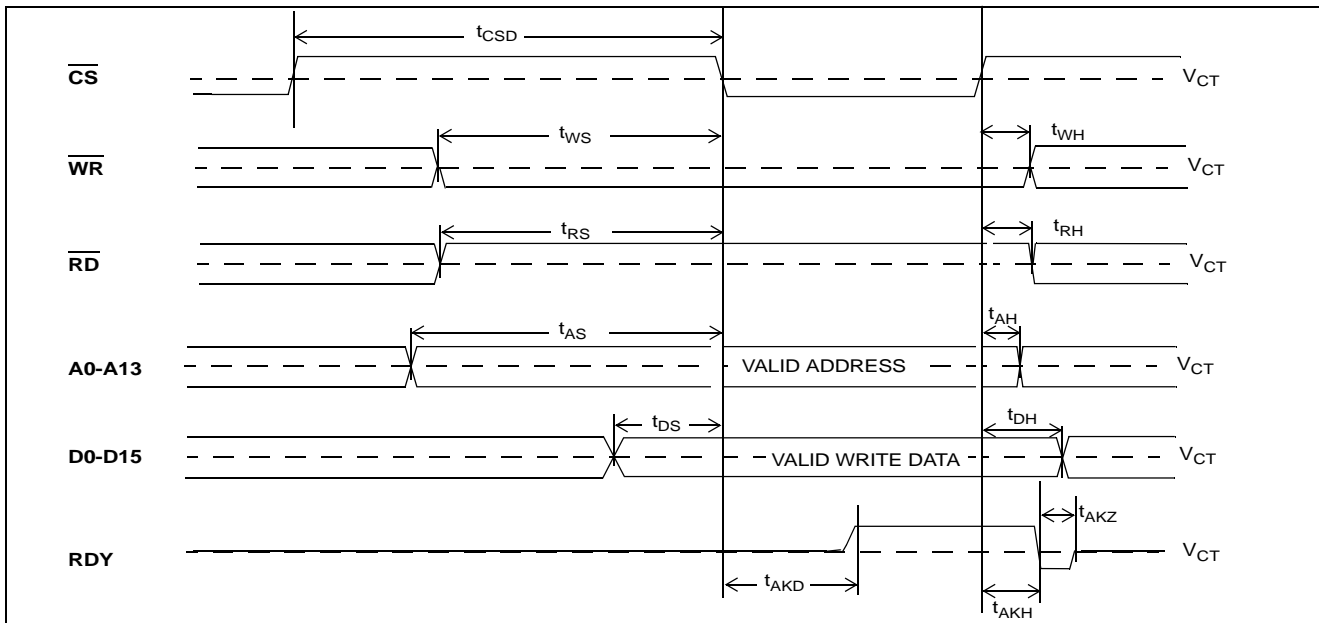 tCSD
CS VCT
tWS tWH
WR VCT
tRS tRH
RD VCT
tAS tAH
A0-A13 VALID ADDRESS VCT
tDS tDH
D0-D15 VALID WRITE DATA VCT
tAKZ
RDY VCT
tAKD
tAKH